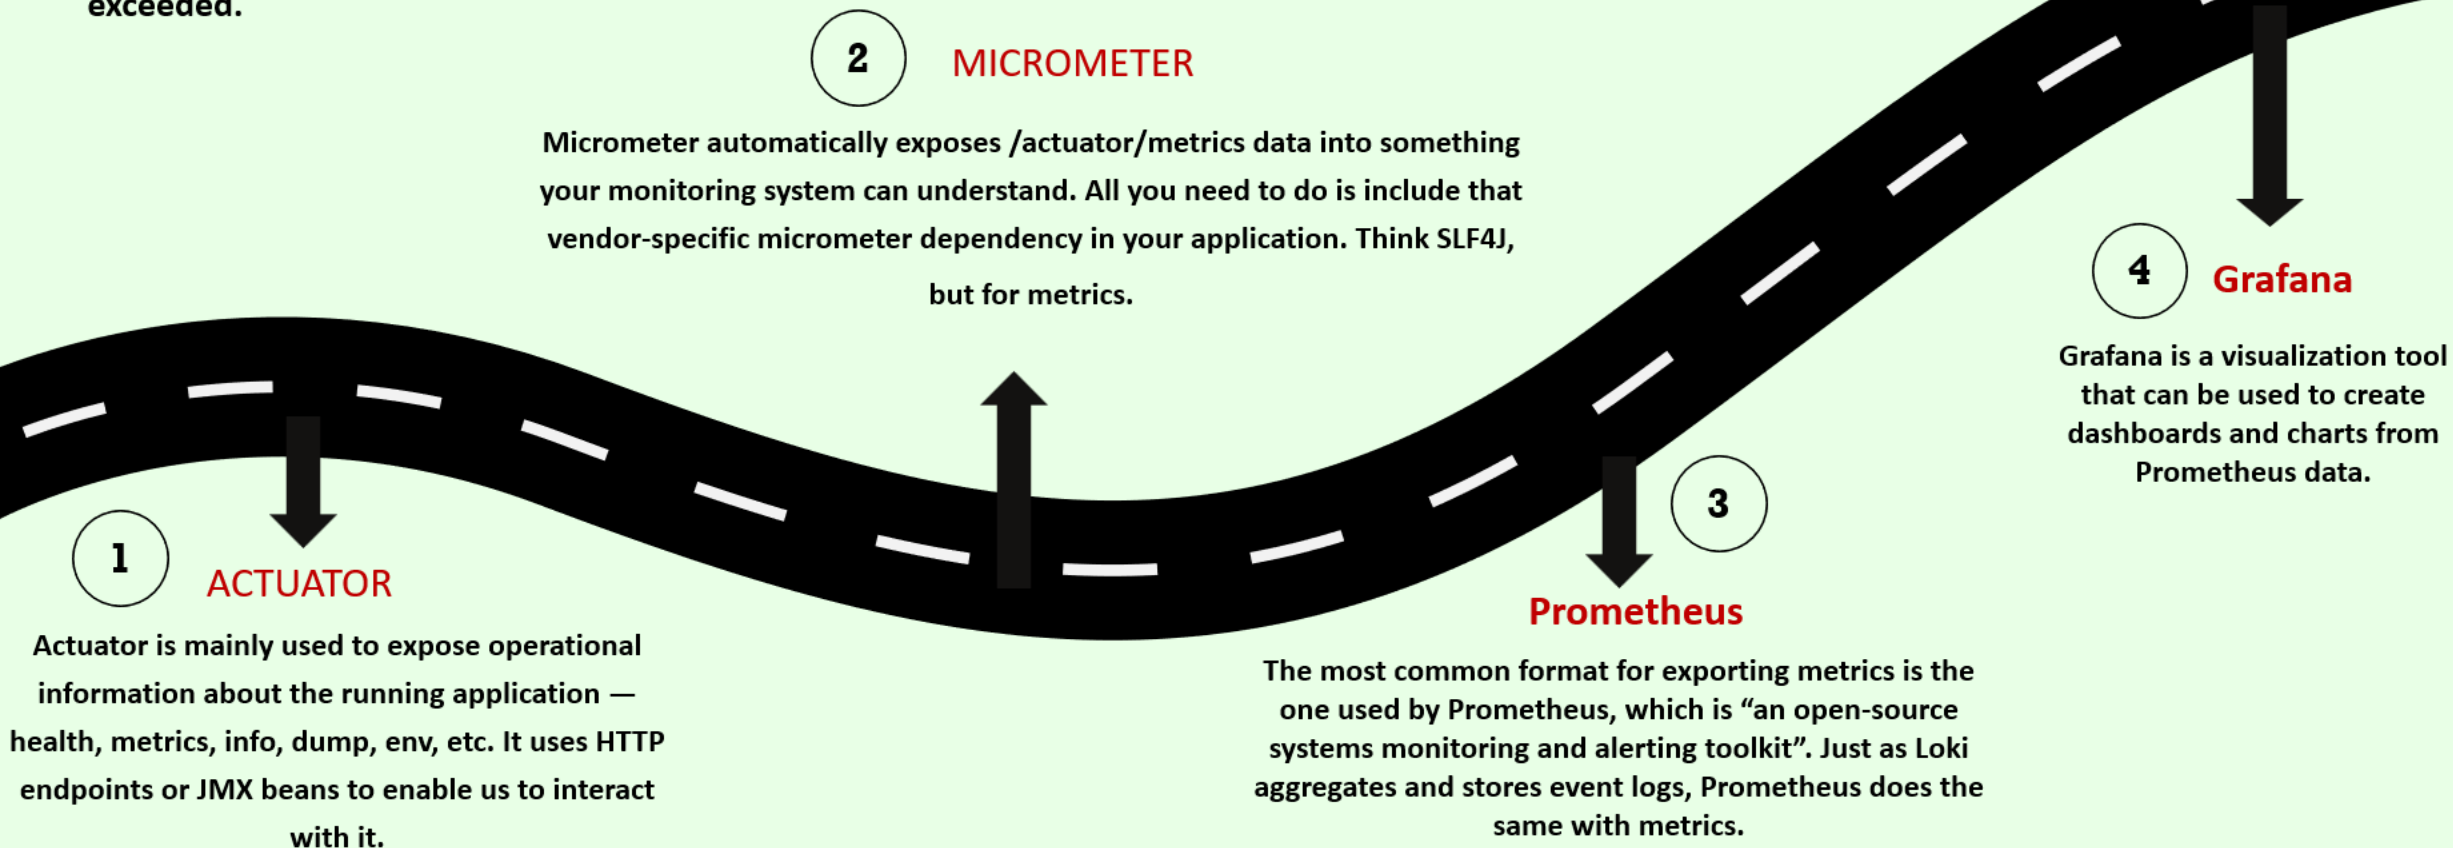 exceeded.
2
MICROMETER
Micrometer automatically exposes /actuator/metrics data into something
your monitoring system can understand. All you need to do is include that
vendor-specific micrometer dependency in your application. Think SLF4J,
but for metrics.
1
ACTUATOR
Actuator is mainly used to expose operational
information about the running application —
health, metrics, info, dump, env, etc. It uses HTTP
endpoints or JMX beans to enable us to interact
with it.
3
Prometheus
The most common format for exporting metrics is the
one used by Prometheus, which is “an open-source
systems monitoring and alerting toolkit”. Just as Loki
aggregates and stores event logs, Prometheus does the
same with metrics.
4
Grafana
Grafana is a visualization tool
that can be used to create
dashboards and charts from
Prometheus data.